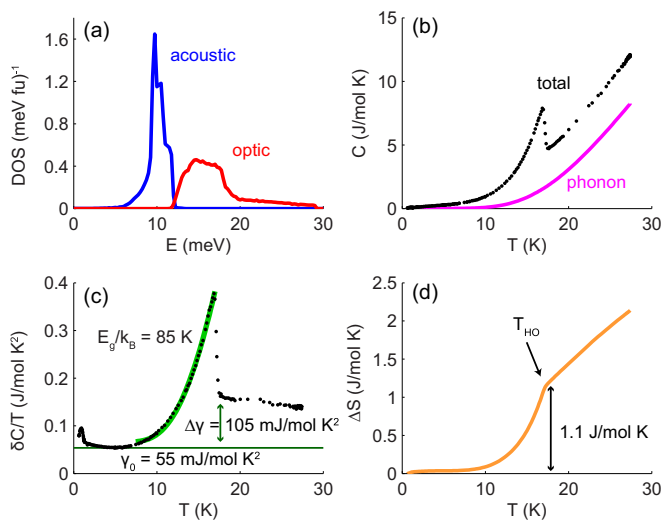 (a)
1.6
1.2
0.8
0.4
0
DOS (meV fu)⁻¹
acoustic
optic
0 10 20 30
E (meV)
(b)
15
10
5
0
C (J/mol K)
total
phonon
0 10 20 30
T (K)
(c)
0.4
0.3
0.2
0.1
0
δC/T (J/mol K²)
E_g/k_B = 85 K
Δγ = 105 mJ/mol K²
γ₀ = 55 mJ/mol K²
0 10 20 30
T (K)
(d)
2.5
2
1.5
1
0.5
0
ΔS (J/mol K)
T_HO
1.1 J/mol K
0 10 20 30
T (K)